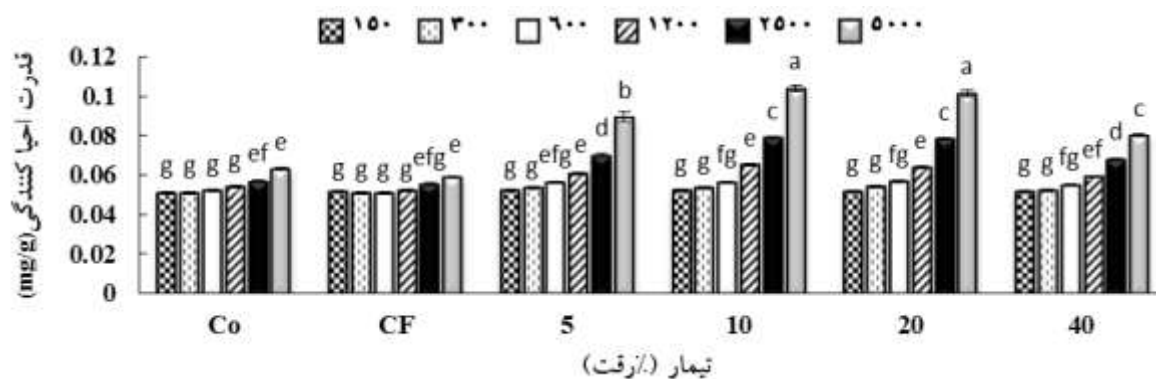 ۱۵۰ ۳۰۰ ۶۰۰ ۱۲۰۰ ۲۵۰۰ ۵۰۰۰
قدرت احیا کنندگی(mg/g)
0.12
0.1
0.08
0.06
0.04
0.02
0
g g g g ef e
g g g g efg e
g g efg e d b
g g fg e c a
g g fg e c a
g g fg ef d c
Co CF 5 10 20 40
تیمار (٪رقت)